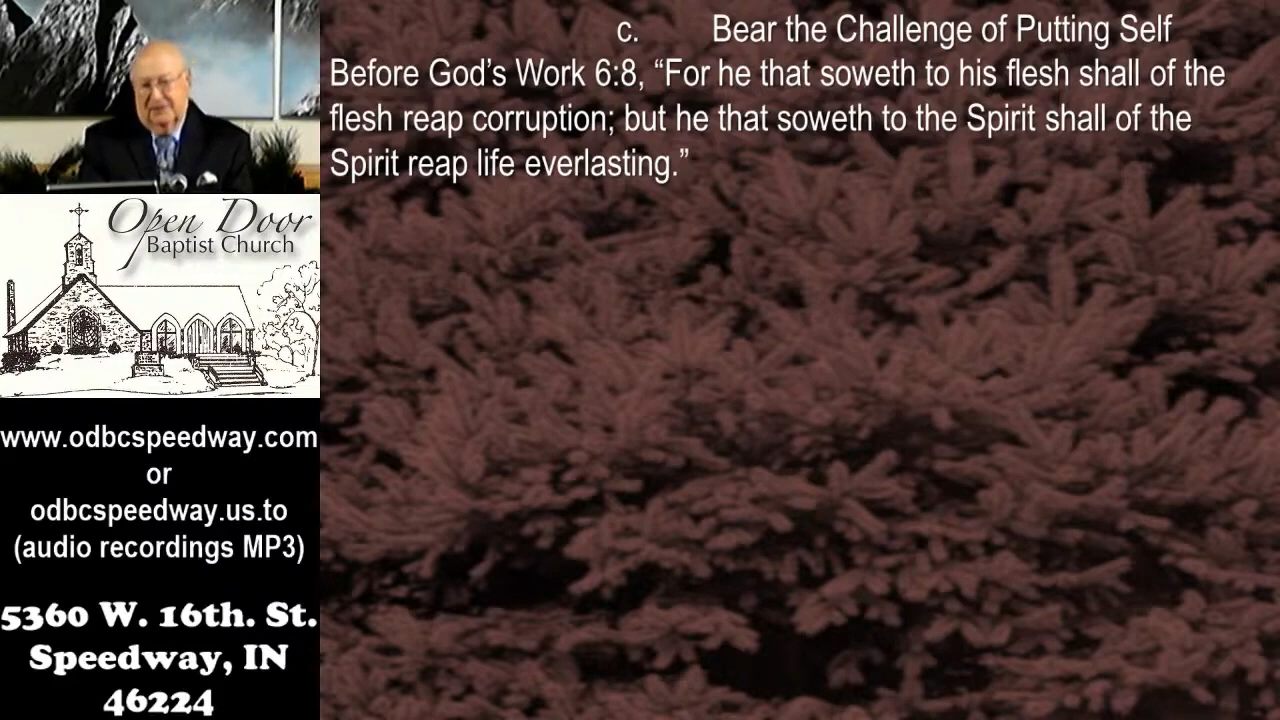 c. Bear the Challenge of Putting Self
Before God’s Work 6:8, “For he that soweth to his flesh shall of the
flesh reap corruption; but he that soweth to the Spirit shall of the
Spirit reap life everlasting.”
Open Door
Baptist Church
www.odbcspeedway.com
or
odbcspeedway.us.to
(audio recordings MP3)
5360 W. 16th. St.
Speedway, IN
46224